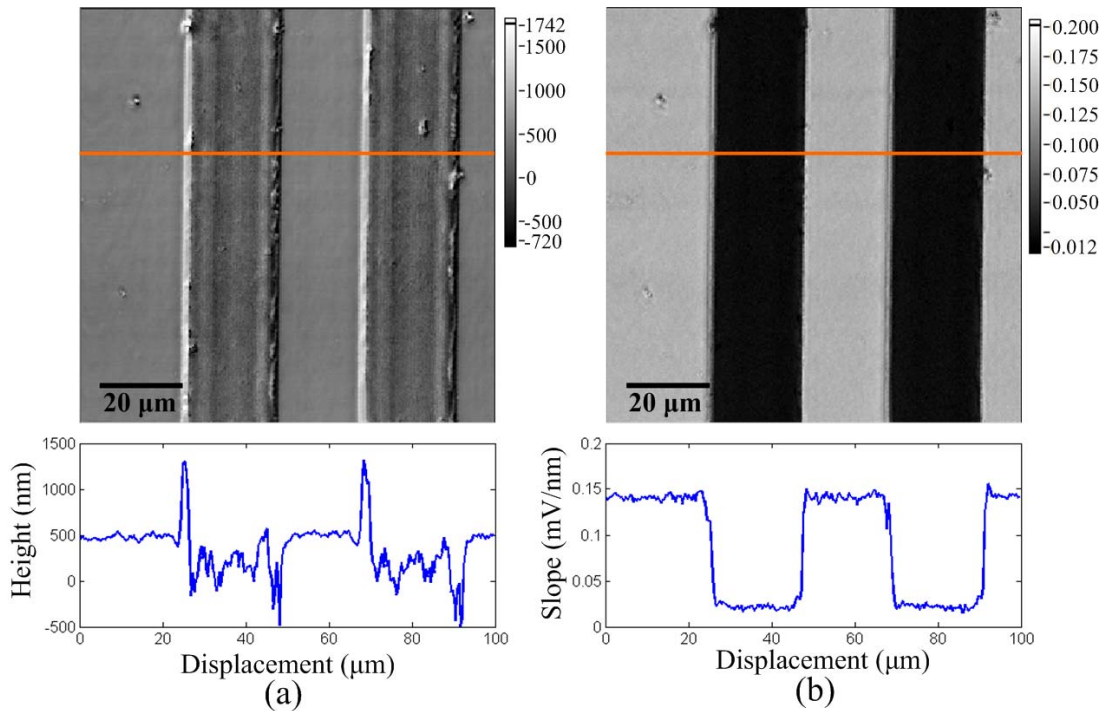 -1742
-1500
-1000
-500
-0
--500
--720
20 μm
-0.200
-0.175
-0.150
-0.125
-0.100
-0.075
-0.050
-0.012
20 μm
Height (nm)
1500
1000
500
0
-500
0 20 40 60 80 100
Displacement (μm)
(a)
Slope (mV/nm)
0.2
0.15
0.1
0.05
0
0 20 40 60 80 100
Displacement (μm)
(b)